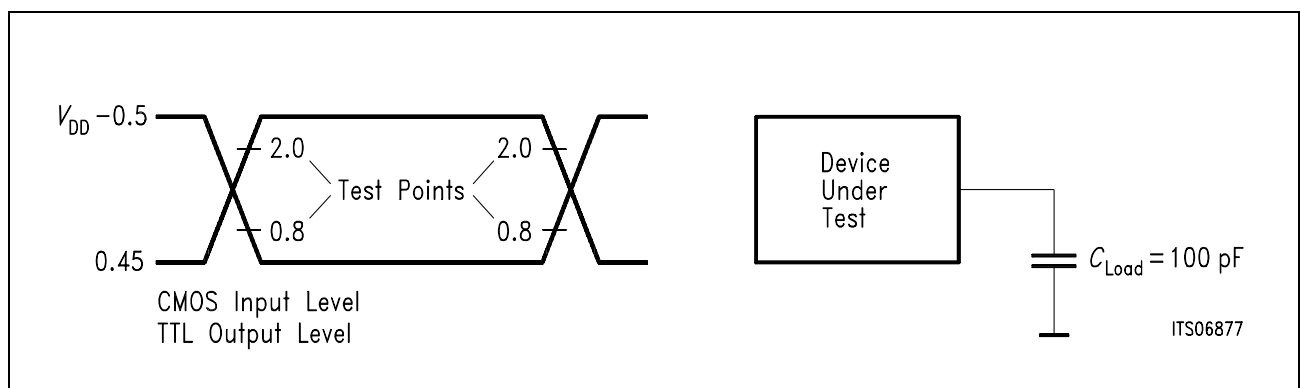 V_DD −0.5
2.0
2.0
Test Points
0.8
0.8
0.45
CMOS Input Level
TTL Output Level
Device
Under
Test
C_Load = 100 pF
ITS06877